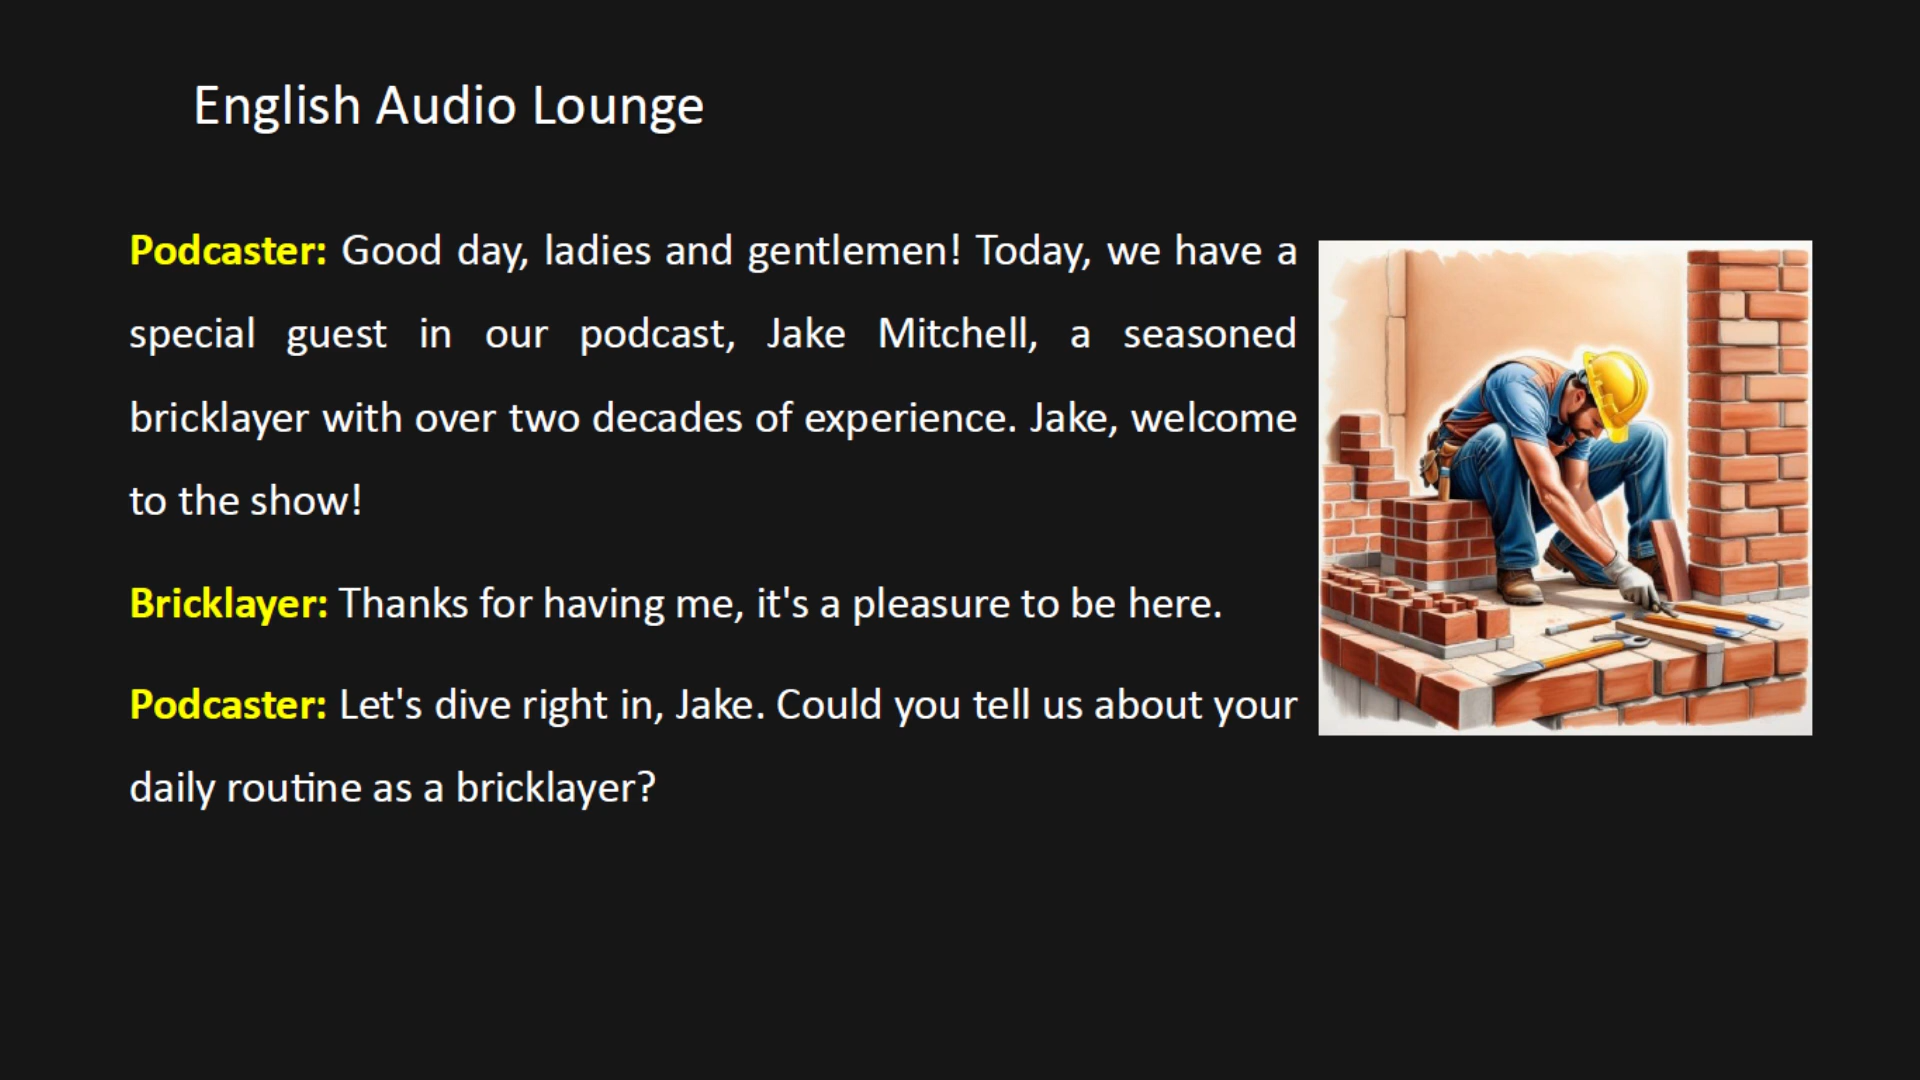 English Audio Lounge
Podcaster: Good day, ladies and gentlemen! Today, we have a
special guest in our podcast, Jake Mitchell, a seasoned
bricklayer with over two decades of experience. Jake, welcome
to the show!
Bricklayer: Thanks for having me, it's a pleasure to be here.
Podcaster: Let's dive right in, Jake. Could you tell us about your
daily routine as a bricklayer?